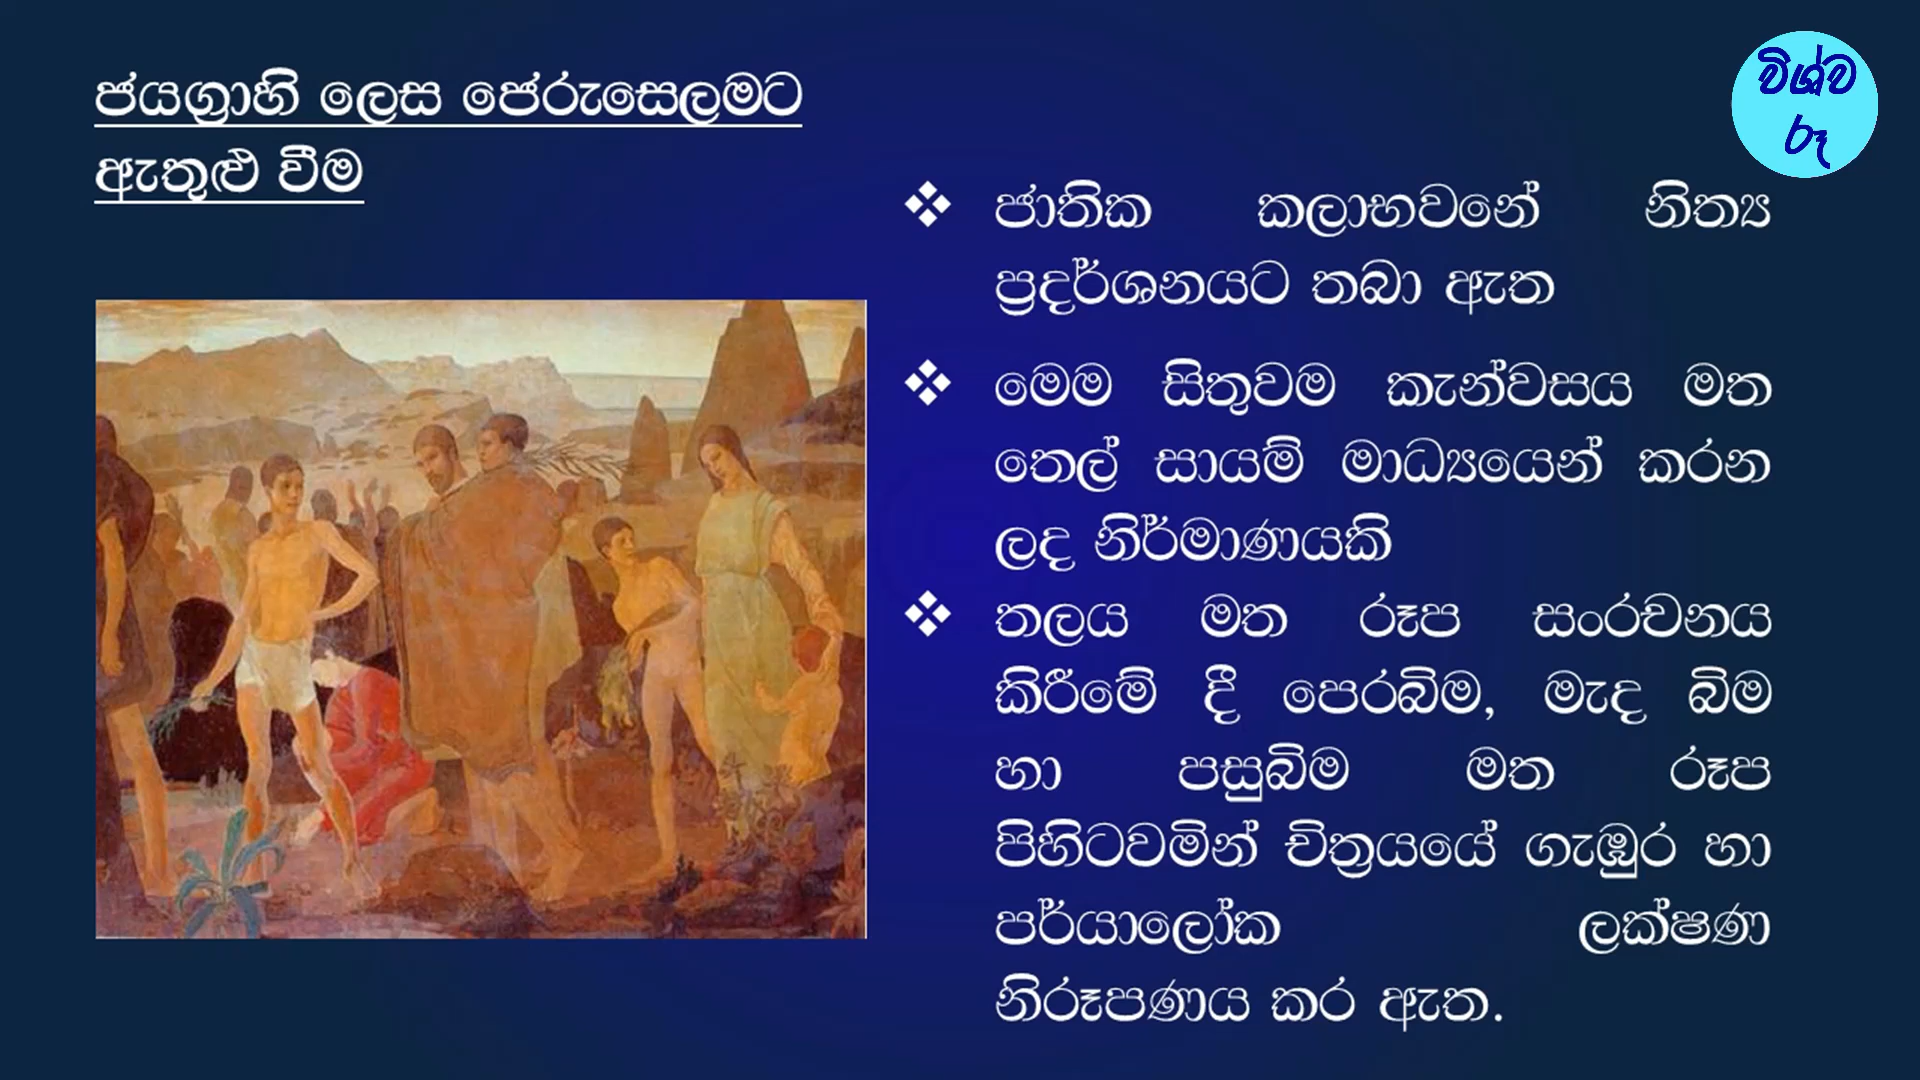 ජයග්‍රාහි ලෙස ජෙරුසෙලමට
ඇතුළු වීම
විශ්ව
රූ
❖ ජාතික කලාභවනේ නිත්‍ය
ප්‍රදර්ශනයට තබා ඇත
❖ මෙම සිතුවම කැන්වසය මත
තෙල් සායම් මාධ්‍යයෙන් කරන
ලද නිර්මාණයකි
❖ තලය මත රූප සංරචනය
කිරීමේ දී පෙරබිම, මැද බිම
හා පසුබිම මත රූප
පිහිටවමින් චිත්‍රයයේ ගැඹුර හා
පර්යාලෝක ලක්ෂණ
නිරූපණය කර ඇත.